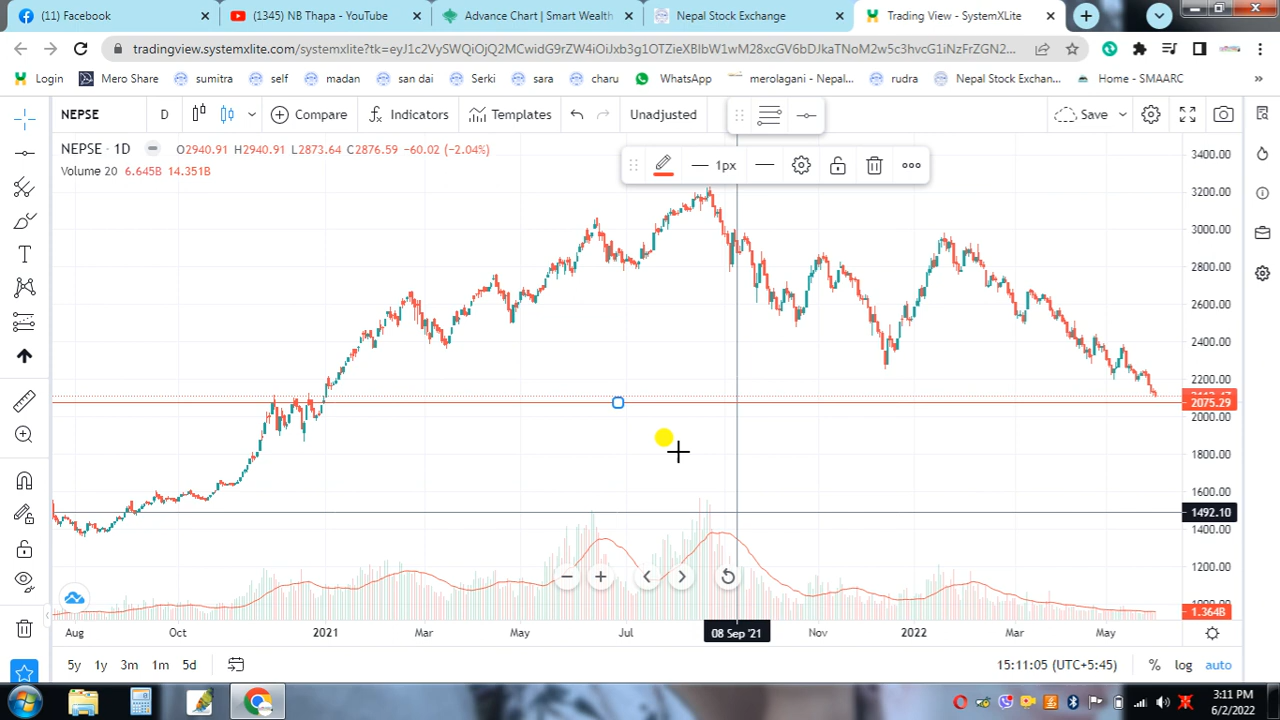 (11) Facebook
(1345) NB Thapa - YouTube
Advance Chart | Smart Wealth
Nepal Stock Exchange
Trading View - SystemXLite
tradingview.systemxlite.com/systemxlite?tk=
Login
Mero Share
sumitra
self
madan
san dai
Serki
sara
charu
WhatsApp
merolagani - Nepal...
rudra
Nepal Stock Exchan...
Home - SMAARC
»
NEPSE
D
Compare
Indicators
Templates
Unadjusted
Save
NEPSE · 1D
O2940.91 H2940.91 L2873.64 C2876.59 -60.02 (-2.04%)
Volume 20 6.645B 14.351B
1px
3400.00
3200.00
3000.00
2800.00
2600.00
2400.00
2200.00
2075.29
2000.00
1800.00
1600.00
1492.10
1400.00
1200.00
1.364B
Aug
Oct
2021
Mar
May
Jul
08 Sep '21
Nov
2022
Mar
May
5y
1y
3m
1m
5d
15:11:05 (UTC+5:45)
%
log
auto
3:11 PM
6/2/2022